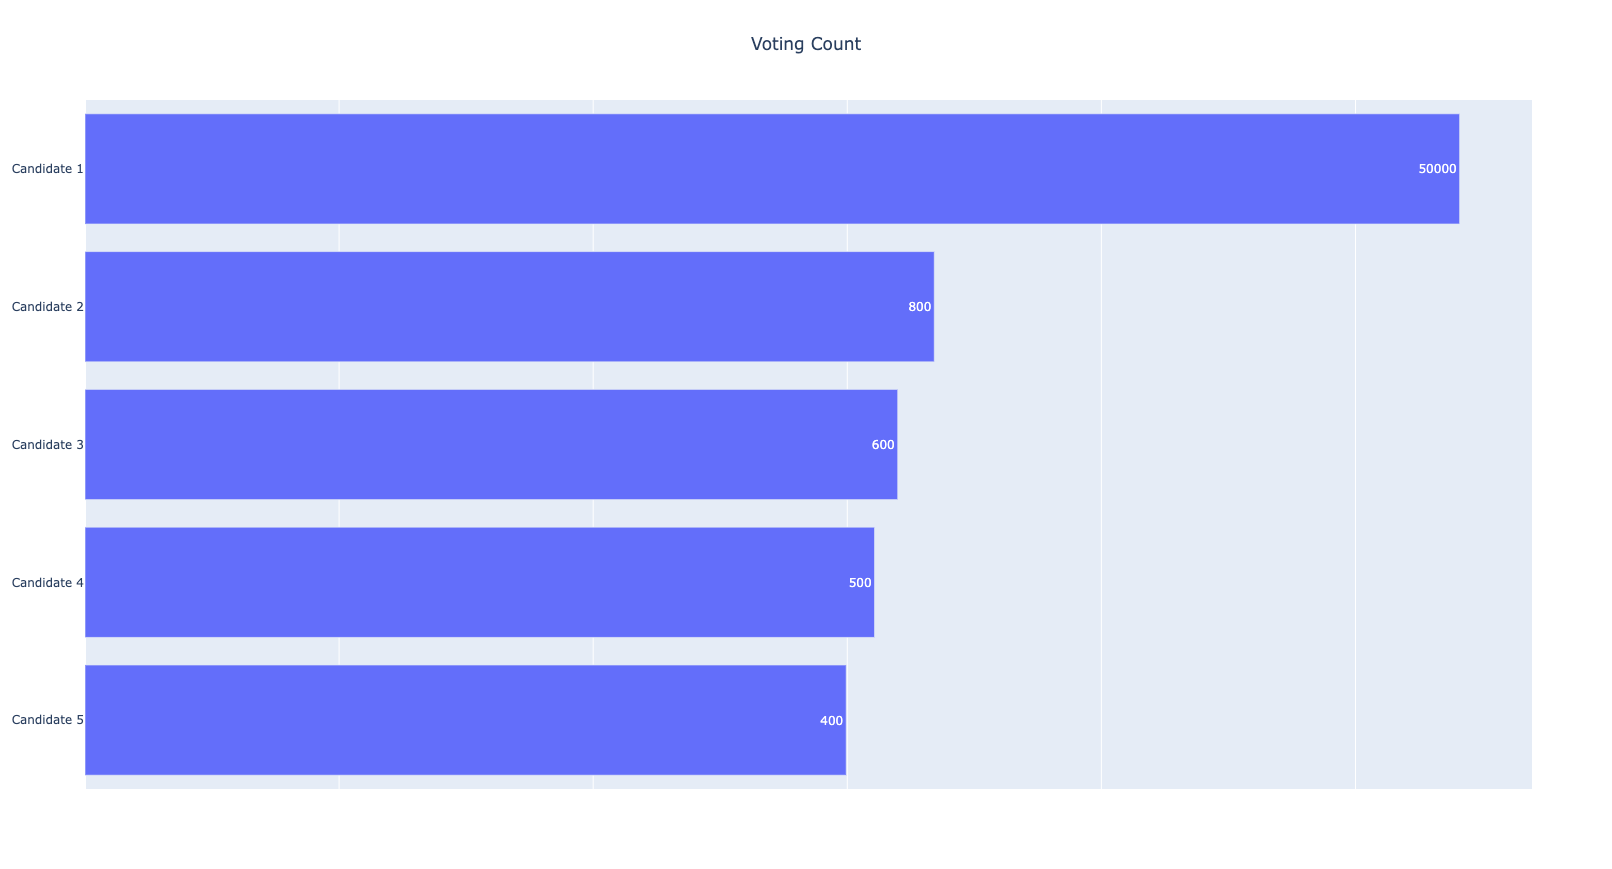 Voting Count
Candidate 1
50000
Candidate 2
800
Candidate 3
600
Candidate 4
500
Candidate 5
400